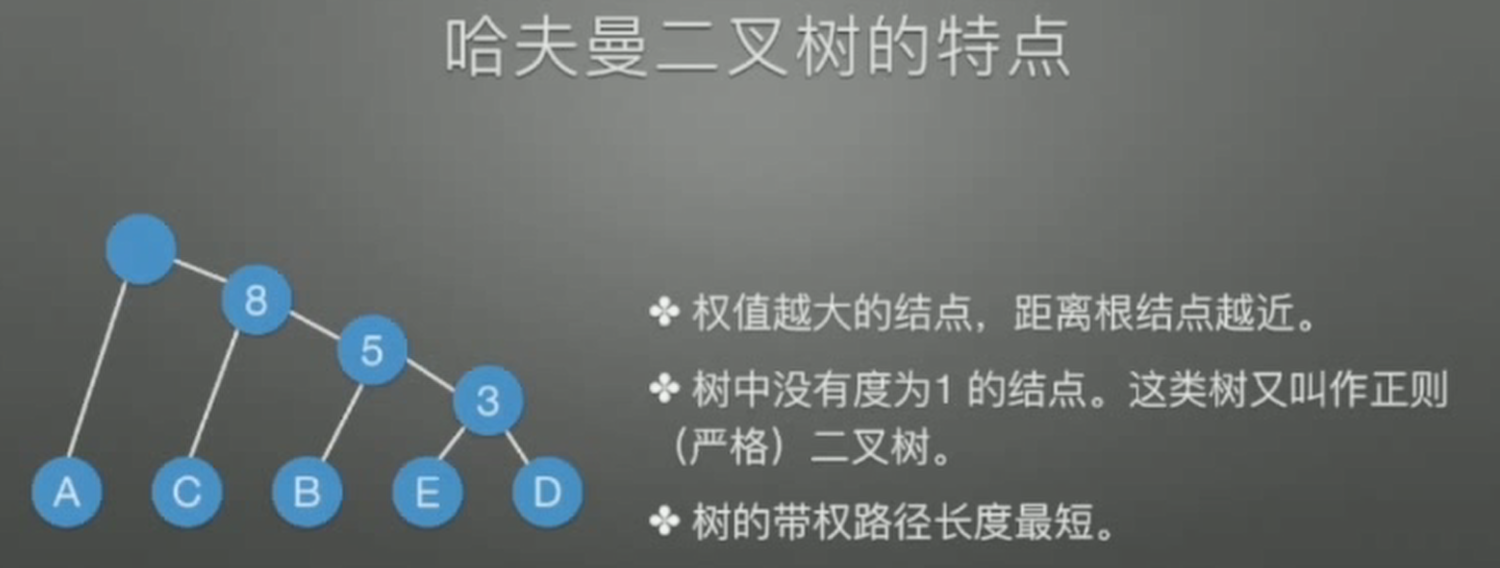 哈夫曼二叉树的特点
8
5
3
A C B E D
❖ 权值越大的结点，距离根结点越近。
❖ 树中没有度为1 的结点。这类树又叫作正则
（严格）二叉树。
❖ 树的带权路径长度最短。